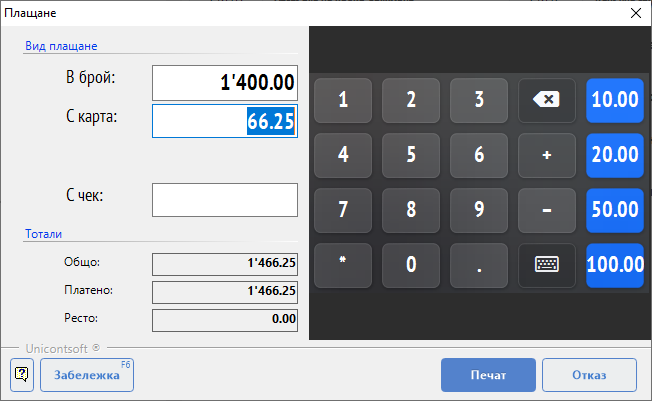 Плащане
Вид плащане
В брой: 1'400.00
С карта: 66.25
С чек:
Тотали
Общо: 1'466.25
Платено: 1'466.25
Ресто: 0.00
1 2 3 10.00
4 5 6 + 20.00
7 8 9 - 50.00
* 0 . 100.00
Unicontsoft ®
Забележка F6
Печат
Отказ